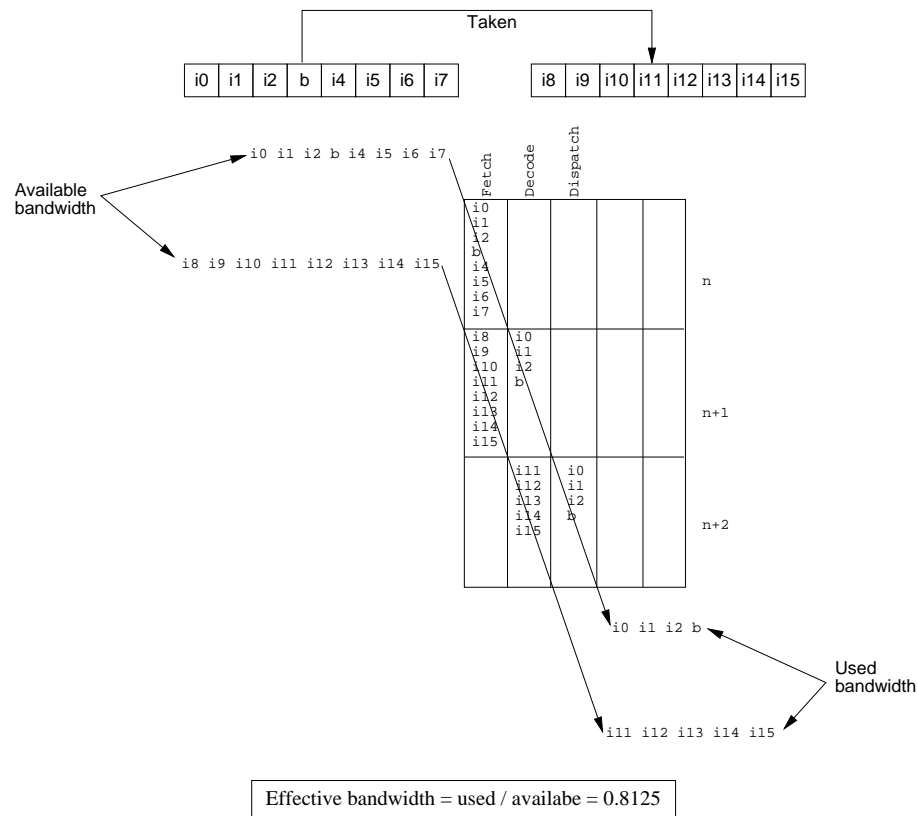 Taken
i0 i1 i2 b i4 i5 i6 i7
i8 i9 i10 i11 i12 i13 i14 i15
i0 i1 i2 b i4 i5 i6 i7
Available
bandwidth
i8 i9 i10 i11 i12 i13 i14 i15
Fetch
Decode
Dispatch
i0
i1
i2
b
i4
i5
i6
i7
n
i8 i0
i9 i1
i10 i2
i11 b
i12
i13
i14
i15
n+1
i11 i0
i12 i1
i13 i2
i14 b
i15
n+2
i0 i1 i2 b
Used
bandwidth
i11 i12 i13 i14 i15
Effective bandwidth = used / availabe = 0.8125